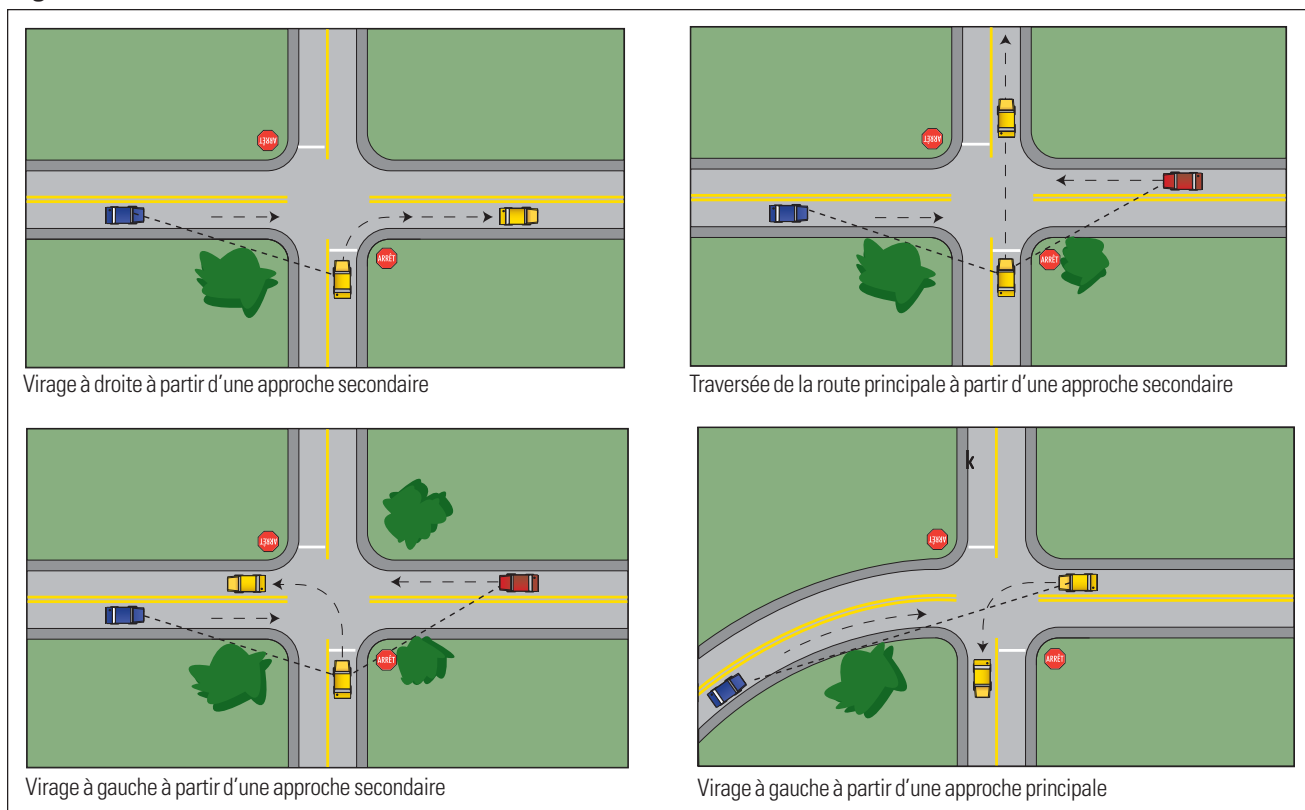 ARRÊT
ARRÊT
Virage à droite à partir d'une approche secondaire
ARRÊT
ARRÊT
Traversée de la route principale à partir d'une approche secondaire
ARRÊT
ARRÊT
Virage à gauche à partir d'une approche secondaire
k
ARRÊT
ARRÊT
Virage à gauche à partir d'une approche principale